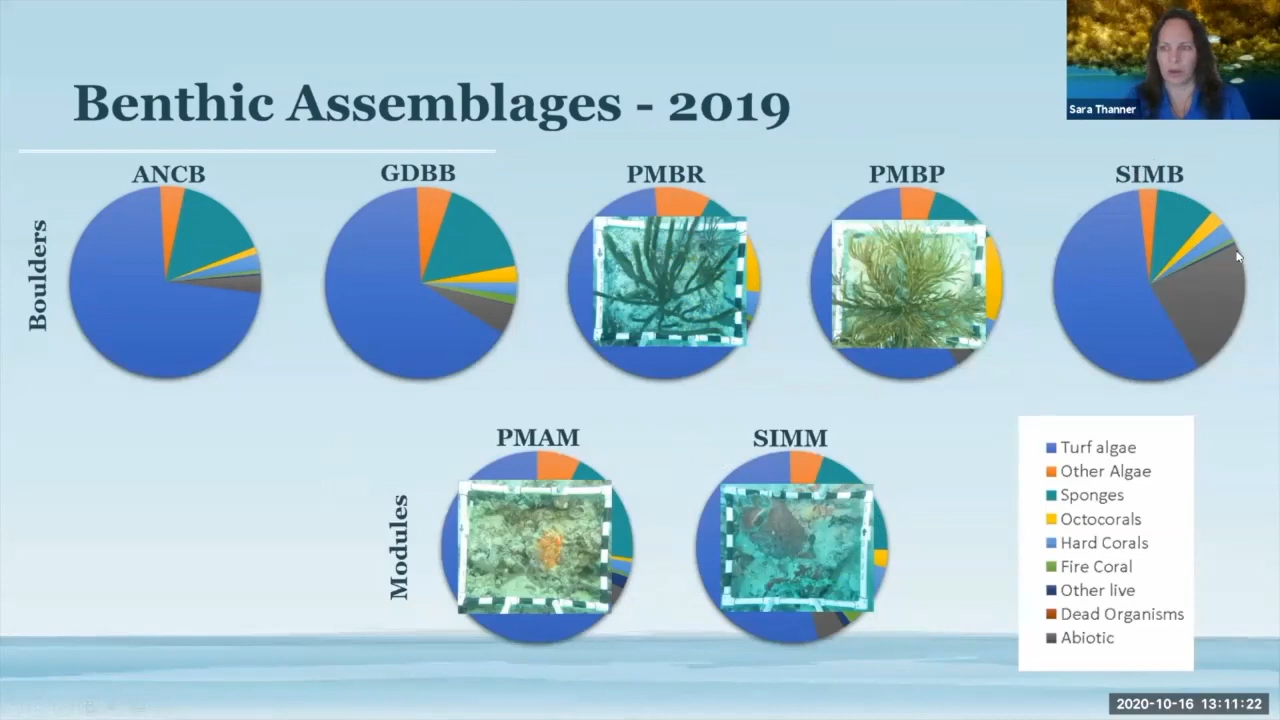 Benthic Assemblages - 2019
Sara Thanner
ANCB
GDBB
PMBR
PMBP
SIMB
Boulders
PMAM
SIMM
Modules
Turf algae
Other Algae
Sponges
Octocorals
Hard Corals
Fire Coral
Other live
Dead Organisms
Abiotic
2020-10-16 13:11:22